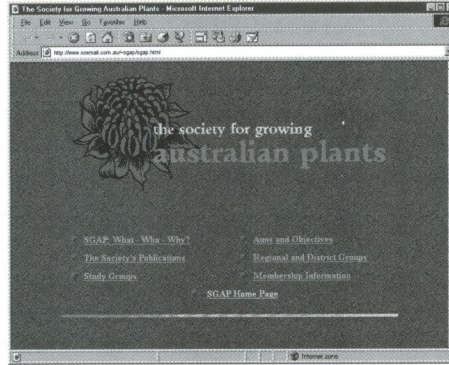 The Society for Growing Australian Plants - Microsoft Internet Explorer
File Edit View Go Favorites Help
Address http://www.ozemail.com.au/~sgap/sgap.html
the society for growing
australian plants
SGAP: What - Who - Why? Aims and Objectives
The Society's Publications Regional and District Groups
Study Groups Membership Information
SGAP Home Page
Internet zone